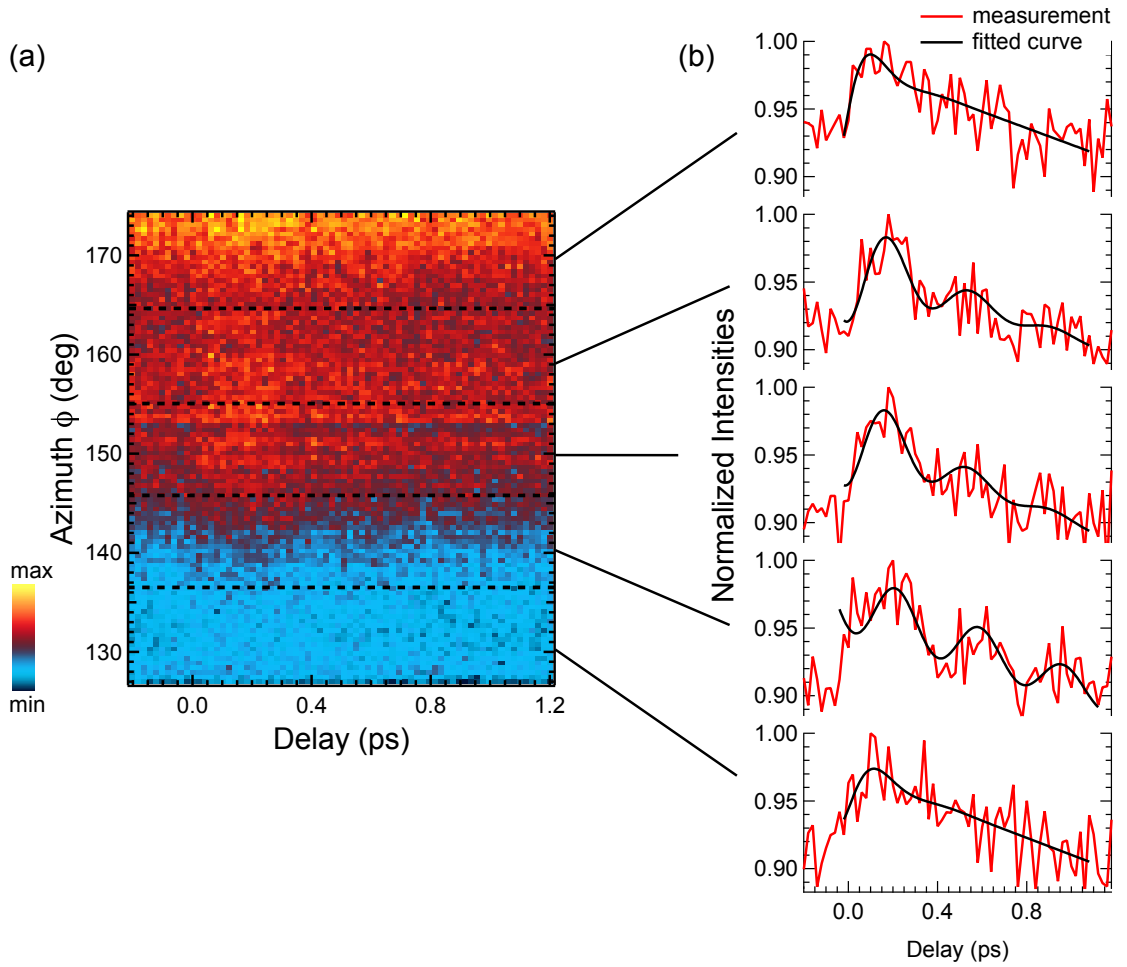 (a)
170
160
150
140
130
Azimuth ϕ (deg)
max
min
0.0 0.4 0.8 1.2
Delay (ps)
(b)
measurement
fitted curve
Normalized Intensities
1.00
0.95
0.90
1.00
0.95
0.90
1.00
0.95
0.90
1.00
0.95
0.90
1.00
0.95
0.90
0.0 0.4 0.8
Delay (ps)